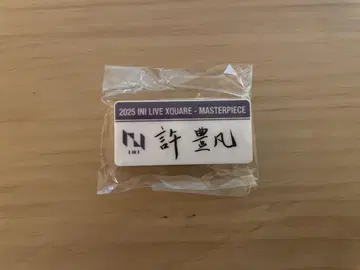 2025 INI LIVE XQUARE - MASTERPIECE
INI 許豊凡